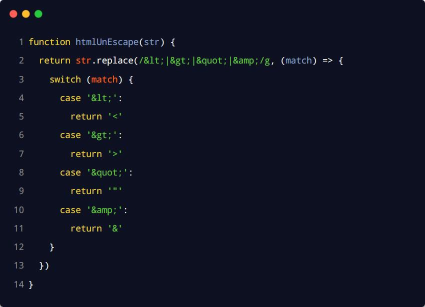 1 function htmlUnEscape(str) {
2   return str.replace(/&lt;|&gt;|&quot;|&amp;/g, (match) => {
3     switch (match) {
4       case '&lt;':
5         return '<'
6       case '&gt;':
7         return '>'
8       case '&quot;':
9         return '"'
10       case '&amp;':
11         return '&'
12     }
13   })
14 }